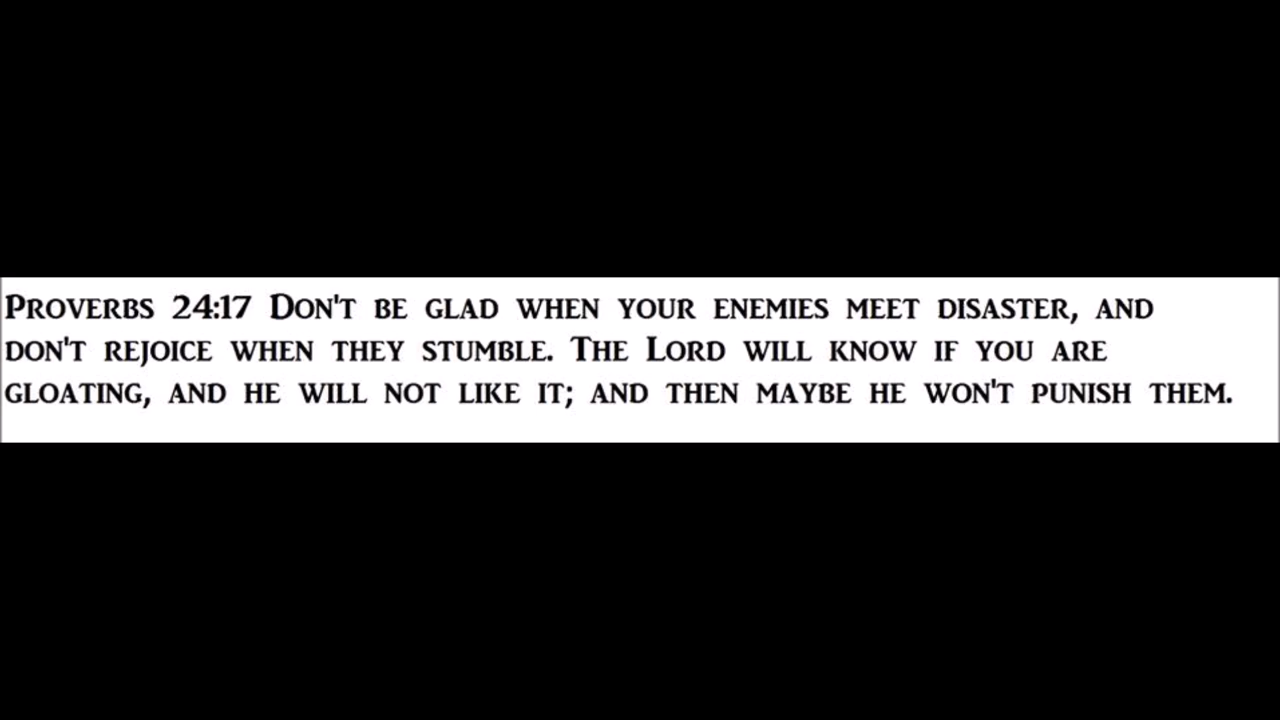 Proverbs 24:17 Don't be glad when your enemies meet disaster, and
don't rejoice when they stumble. The Lord will know if you are
gloating, and he will not like it; and then maybe he won't punish them.